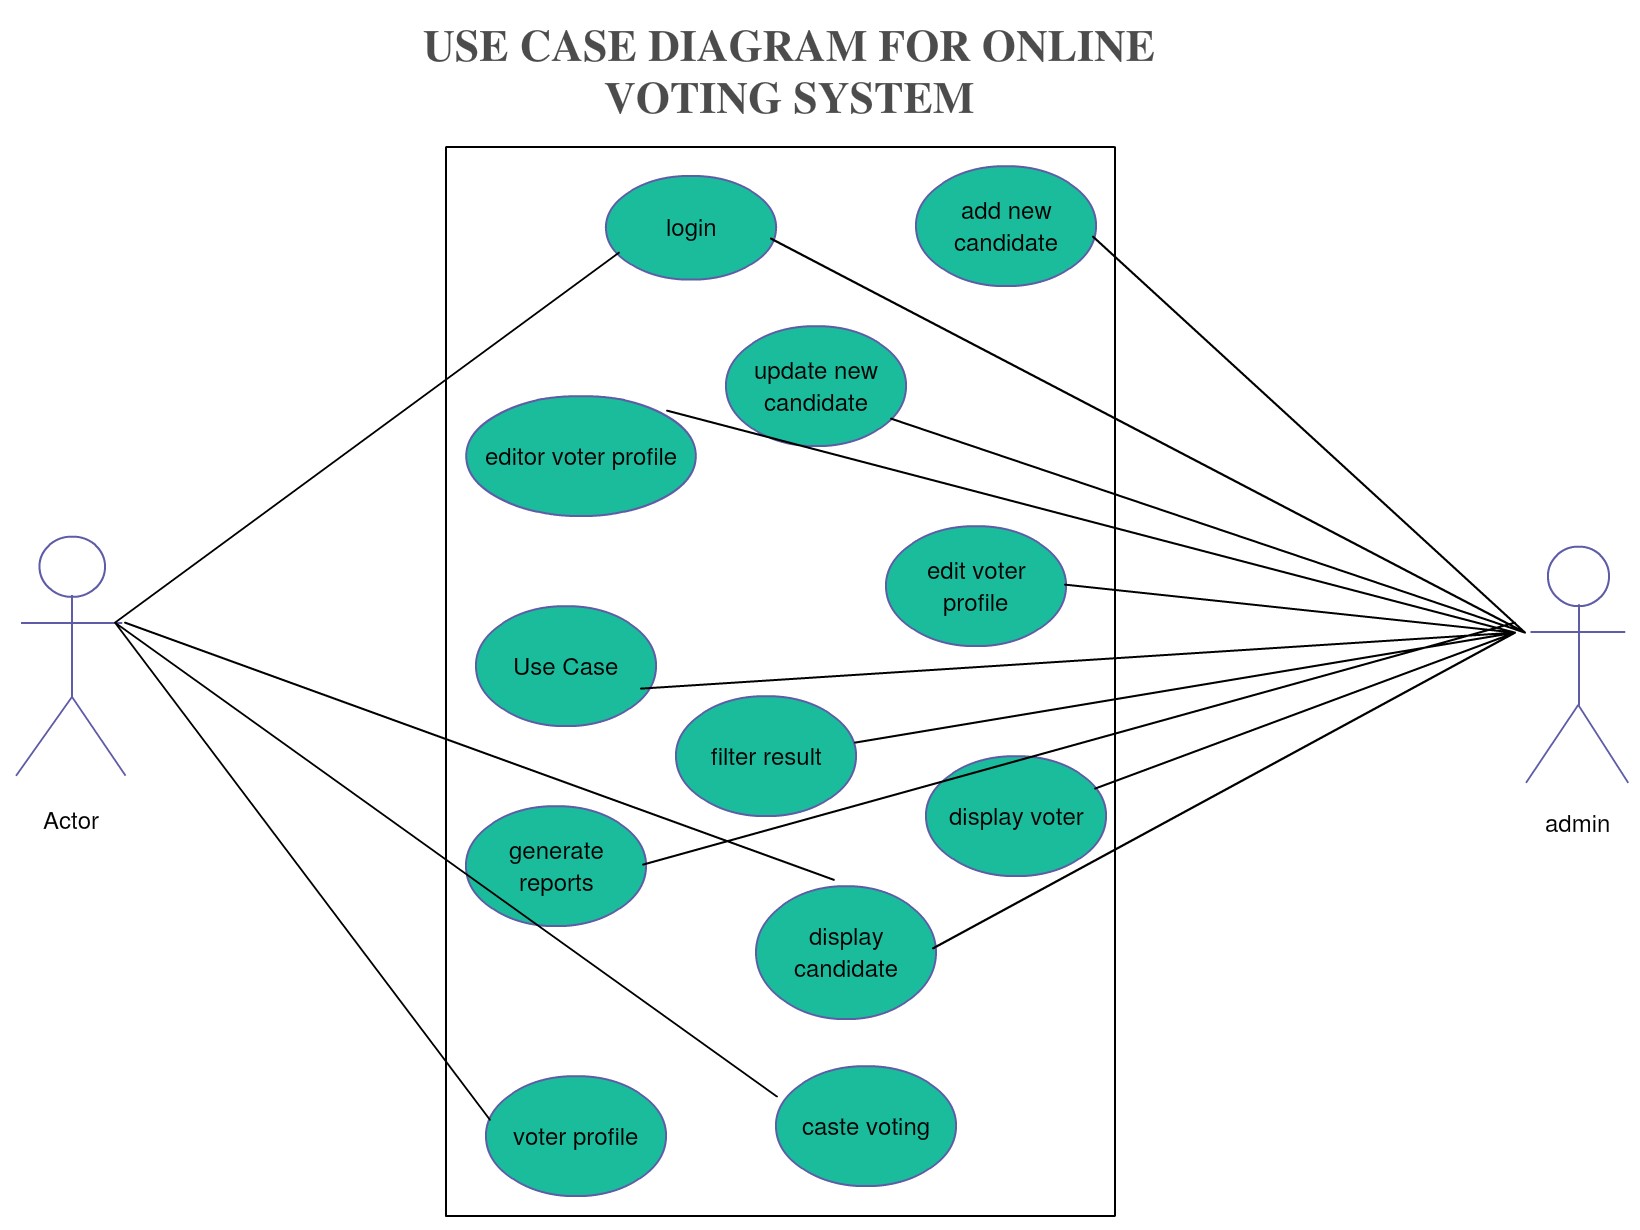 USE CASE DIAGRAM FOR ONLINE
VOTING SYSTEM
login
add new
candidate
update new
candidate
editor voter profile
edit voter
profile
Use Case
filter result
display voter
generate
reports
display
candidate
voter profile
caste voting
Actor
admin